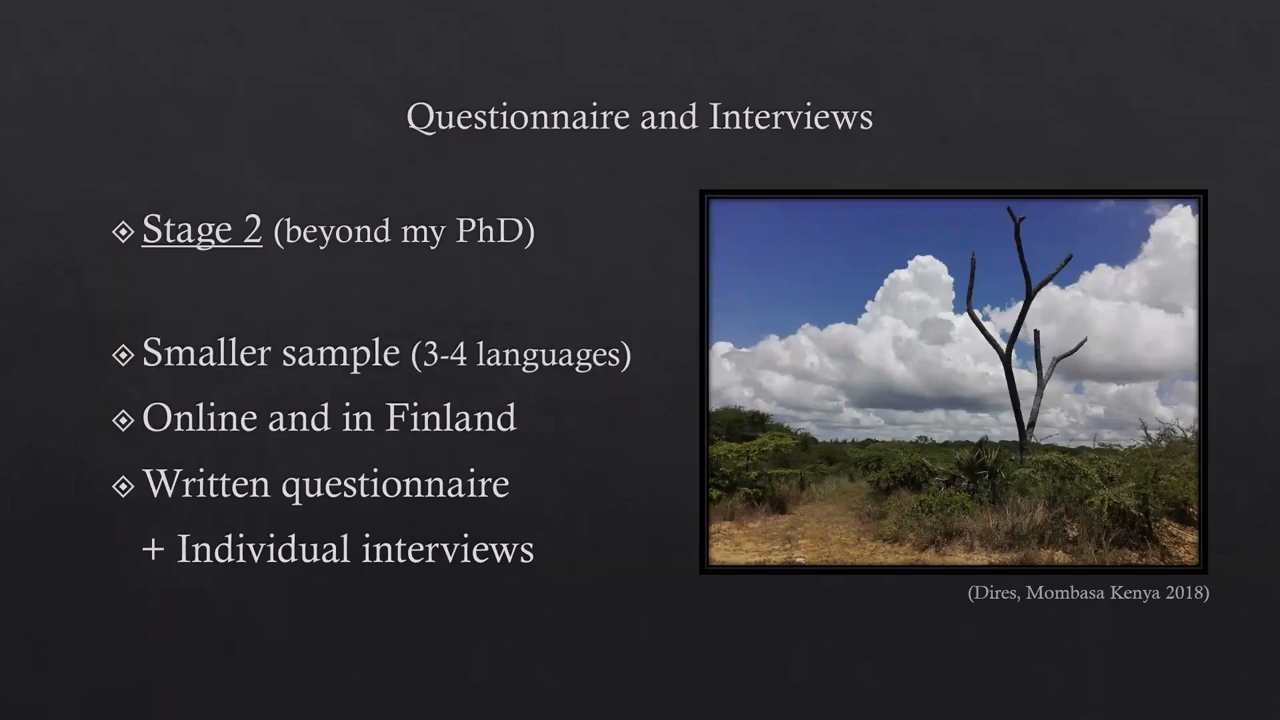 Questionnaire and Interviews
Stage 2 (beyond my PhD)
Smaller sample (3-4 languages)
Online and in Finland
Written questionnaire
+ Individual interviews
(Dires, Mombasa Kenya 2018)